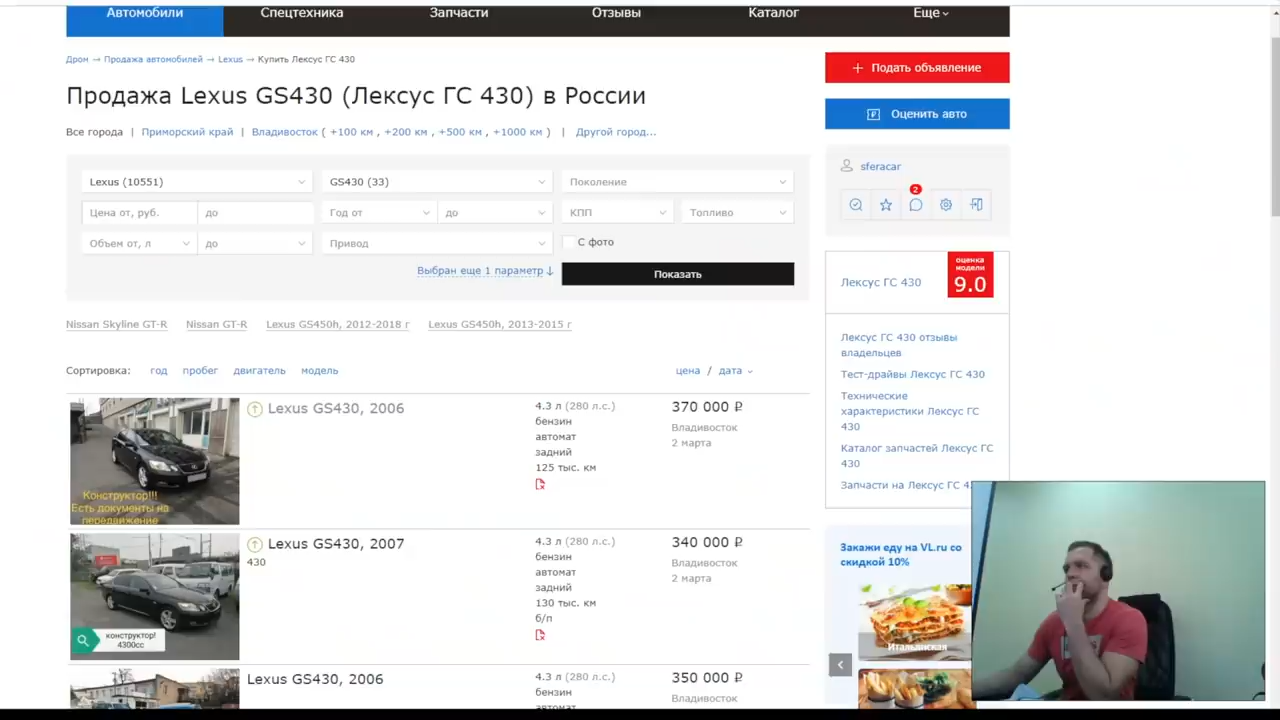 Автомобили Спецтехника Запчасти Отзывы Каталог Еще
Дром → Продажа автомобилей → Lexus → Купить Лексус ГС 430
Продажа Lexus GS430 (Лексус ГС 430) в России
Все города | Приморский край | Владивосток ( +100 км , +200 км , +500 км , +1000 км ) | Другой город...
Lexus (10551) GS430 (33) Поколение
Цена от, руб. до Год от до КПП Топливо
Объем от, л до Привод С фото
Выбран еще 1 параметр ↓ Показать
Nissan Skyline GT-R Nissan GT-R Lexus GS450h, 2012-2018 г Lexus GS450h, 2013-2015 г
Сортировка: год пробег двигатель модель цена / дата
Lexus GS430, 2006
4.3 л (280 л.с.)
бензин
автомат
задний
125 тыс. км
370 000 ₽
Владивосток
2 марта
Конструктор!!!
Есть документы на
передвижение
Lexus GS430, 2007
430
4.3 л (280 л.с.)
бензин
автомат
задний
130 тыс. км
б/п
340 000 ₽
Владивосток
2 марта
конструктор!
4300сс
Lexus GS430, 2006
4.3 л (280 л.с.)
бензин
автомат
350 000 ₽
Владивосток
+ Подать объявление
Оценить авто
sferacar
2
Лексус ГС 430
оценка
модели
9.0
Лексус ГС 430 отзывы
владельцев
Тест-драйвы Лексус ГС 430
Технические
характеристики Лексус ГС
430
Каталог запчастей Лексус ГС
430
Запчасти на Лексус ГС
Закажи еду на VL.ru со
скидкой 10%
Итальянская